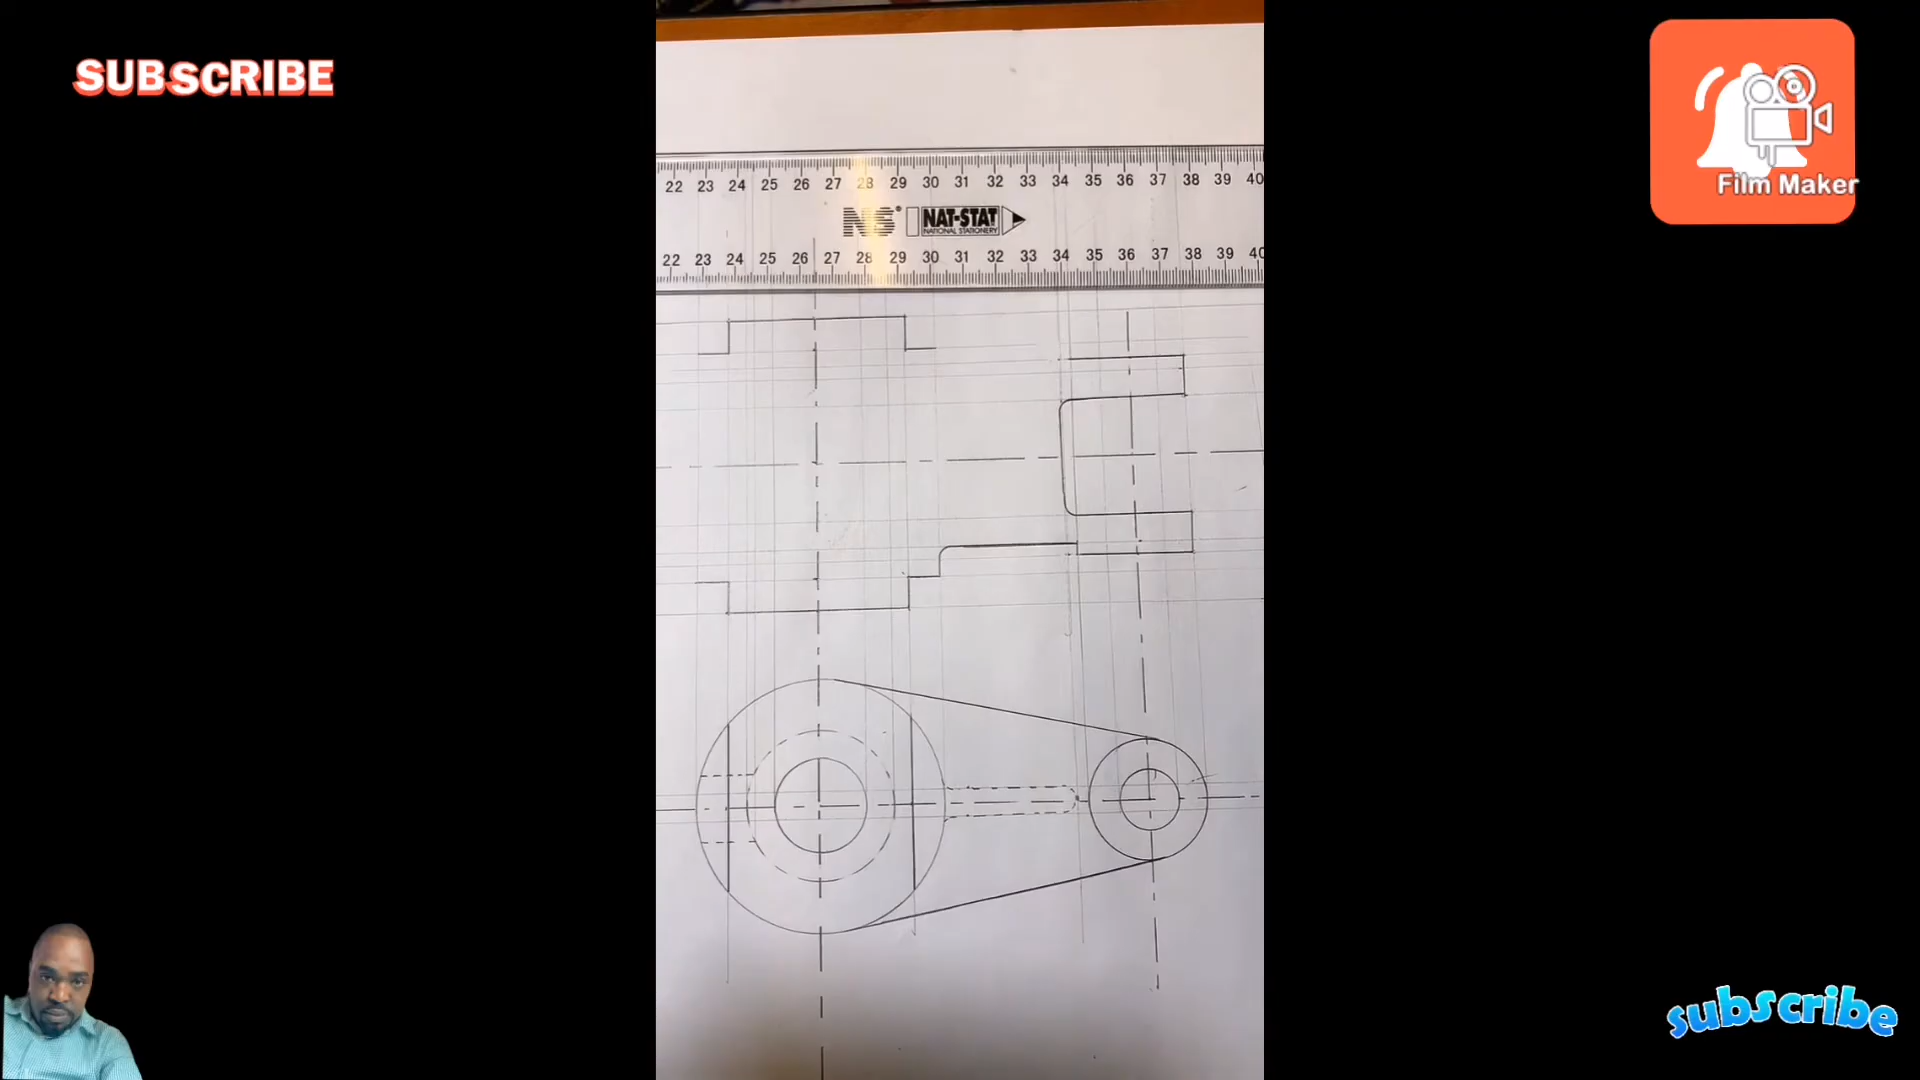 SUBSCRIBE
Film Maker
22 23 24 25 26 27 28 29 30 31 32 33 34 35 36 37 38 39 40
NS® NAT-STAT
NATIONAL STATIONERY
22 23 24 25 26 27 28 29 30 31 32 33 34 35 36 37 38 39 40
subscribe